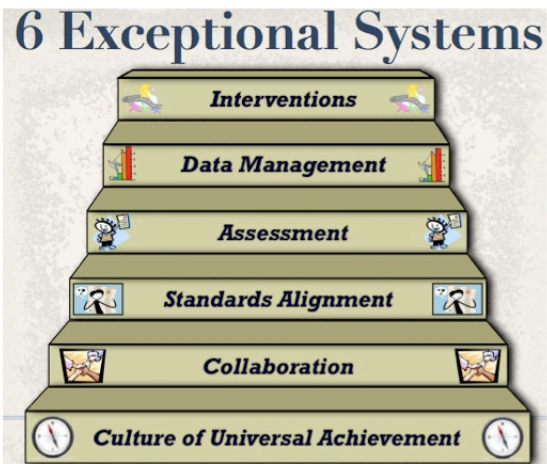 6 Exceptional Systems
Interventions
Data Management
Assessment
Standards Alignment
Collaboration
Culture of Universal Achievement